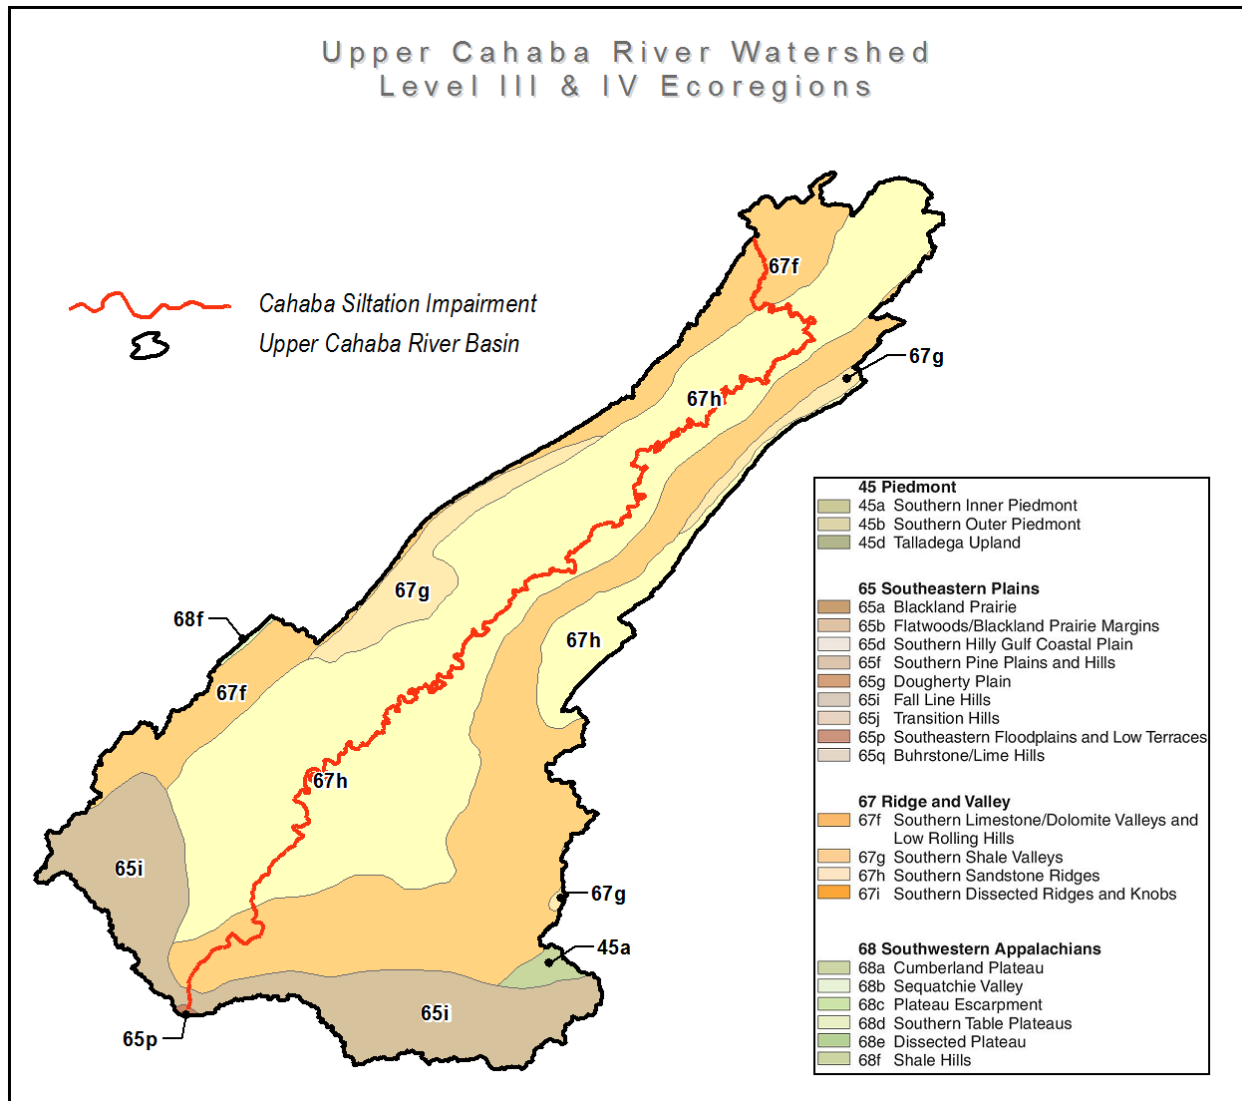 Upper Cahaba River Watershed
Level III & IV Ecoregions
Cahaba Siltation Impairment
Upper Cahaba River Basin
67f
67g
67h
67g
68f
67h
67f
67h
65i
67g
45a
65i
65p
45 Piedmont
45a Southern Inner Piedmont
45b Southern Outer Piedmont
45d Talladega Upland
65 Southeastern Plains
65a Blackland Prairie
65b Flatwoods/Blackland Prairie Margins
65d Southern Hilly Gulf Coastal Plain
65f Southern Pine Plains and Hills
65g Dougherty Plain
65i Fall Line Hills
65j Transition Hills
65p Southeastern Floodplains and Low Terraces
65q Buhrstone/Lime Hills
67 Ridge and Valley
67f Southern Limestone/Dolomite Valleys and
Low Rolling Hills
67g Southern Shale Valleys
67h Southern Sandstone Ridges
67i Southern Dissected Ridges and Knobs
68 Southwestern Appalachians
68a Cumberland Plateau
68b Sequatchie Valley
68c Plateau Escarpment
68d Southern Table Plateaus
68e Dissected Plateau
68f Shale Hills